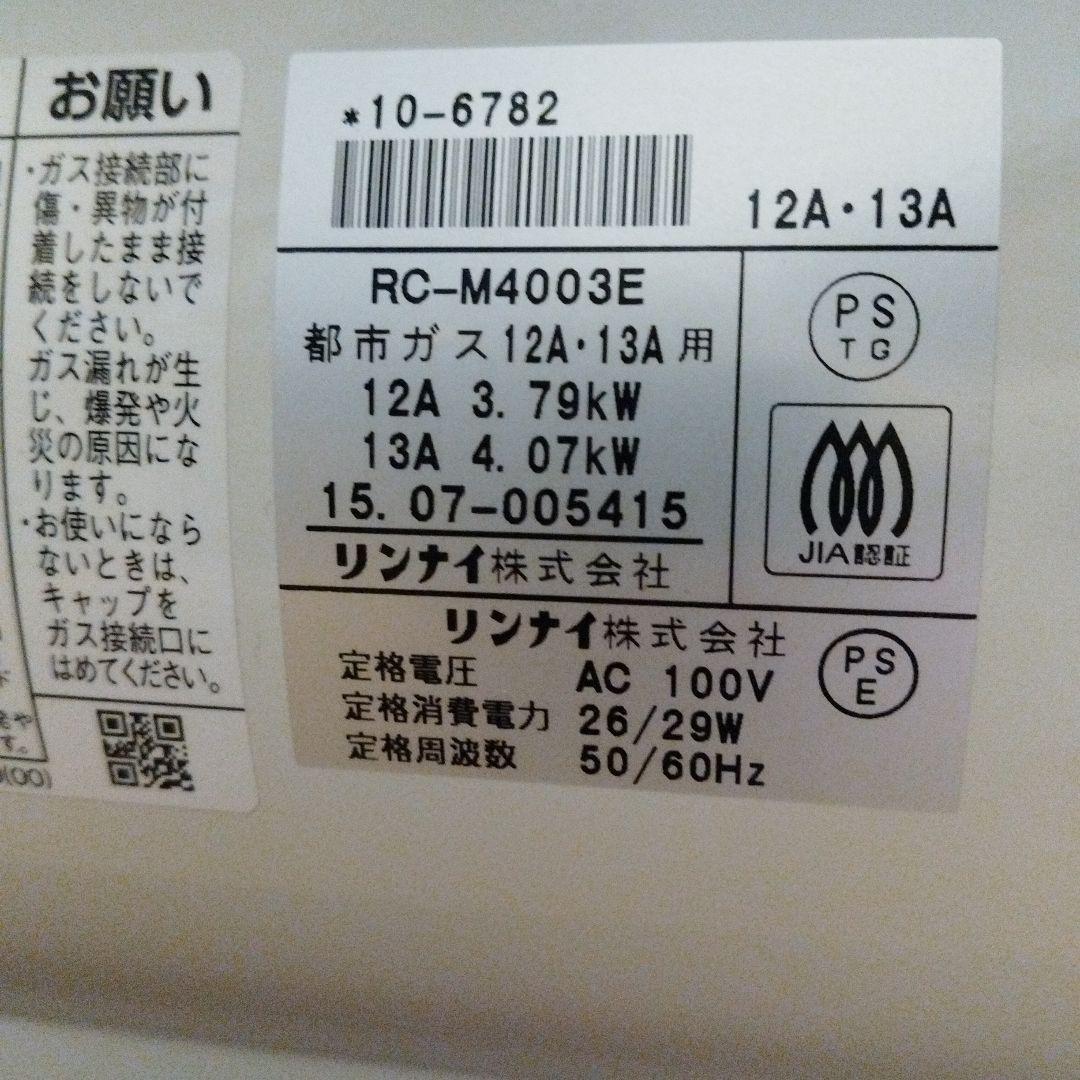 お願い
・ガス接続部に
傷・異物が付
着したまま接
続をしないで
ください。
ガス漏れが生
じ、爆発や火
災の原因にな
ります。
・お使いになら
ないときは、
キャップを
ガス接続口に
はめてください。
(00)
*10-6782
12A・13A
RC-M4003E
都市ガス12A・13A用
12A 3.79kW
13A 4.07kW
15.07-005415
リンナイ株式会社
PS
TG
JIA認証
リンナイ株式会社
定格電圧 AC 100V
定格消費電力 26/29W
定格周波数 50/60Hz
PS
E